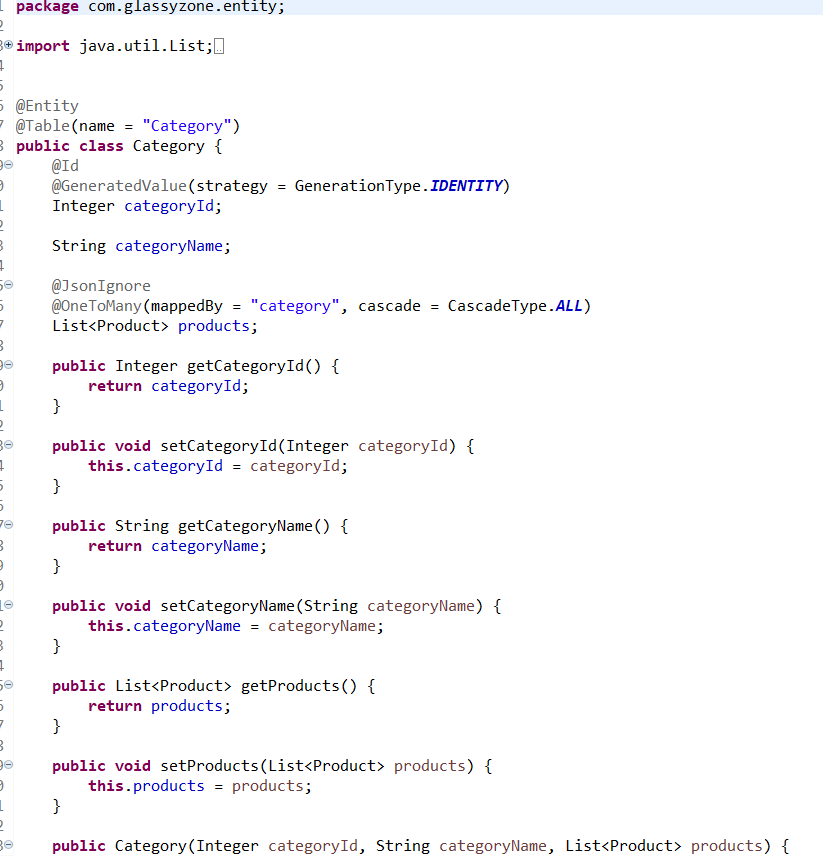 package com.glassyzone.entity;
import java.util.List;
@Entity
@Table(name = "Category")
public class Category {
    @Id
    @GeneratedValue(strategy = GenerationType.IDENTITY)
    Integer categoryId;
    String categoryName;
    @JsonIgnore
    @OneToMany(mappedBy = "category", cascade = CascadeType.ALL)
    List<Product> products;
    public Integer getCategoryId() {
        return categoryId;
    }
    public void setCategoryId(Integer categoryId) {
        this.categoryId = categoryId;
    }
    public String getCategoryName() {
        return categoryName;
    }
    public void setCategoryName(String categoryName) {
        this.categoryName = categoryName;
    }
    public List<Product> getProducts() {
        return products;
    }
    public void setProducts(List<Product> products) {
        this.products = products;
    }
    public Category(Integer categoryId, String categoryName, List<Product> products) {